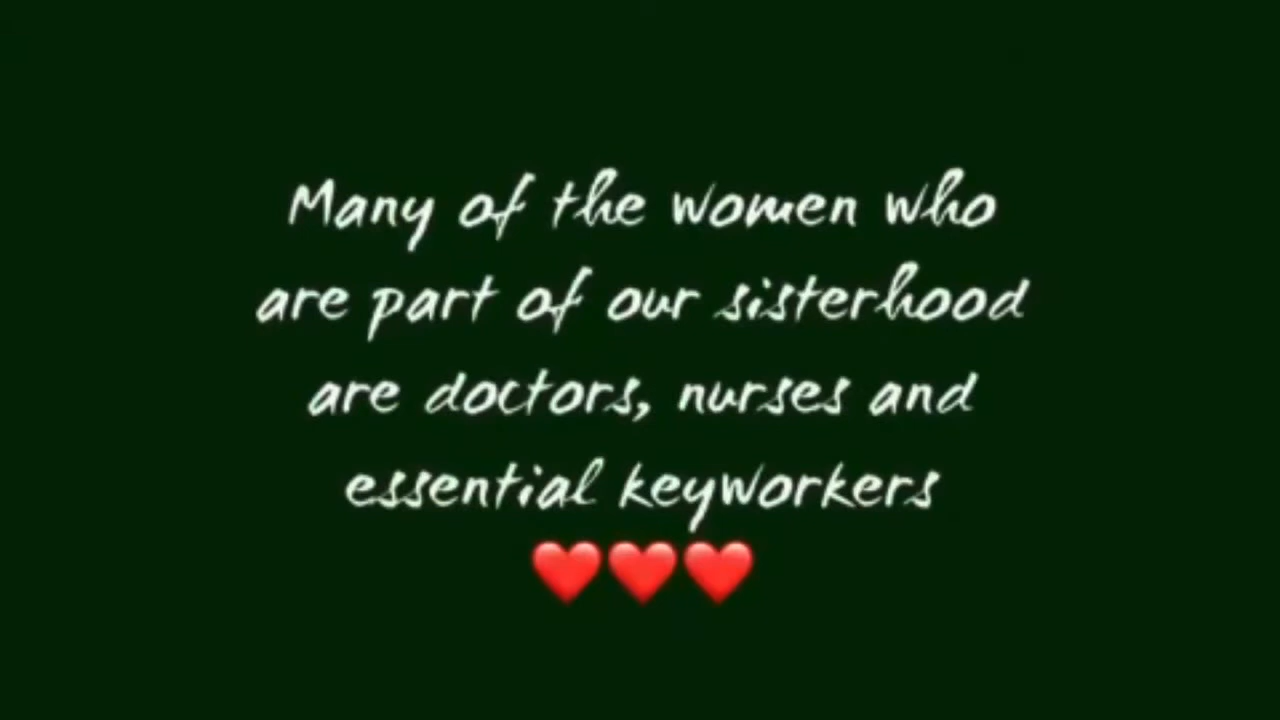 Many of the women who
are part of our sisterhood
are doctors, nurses and
essential keyworkers
❤️❤️❤️